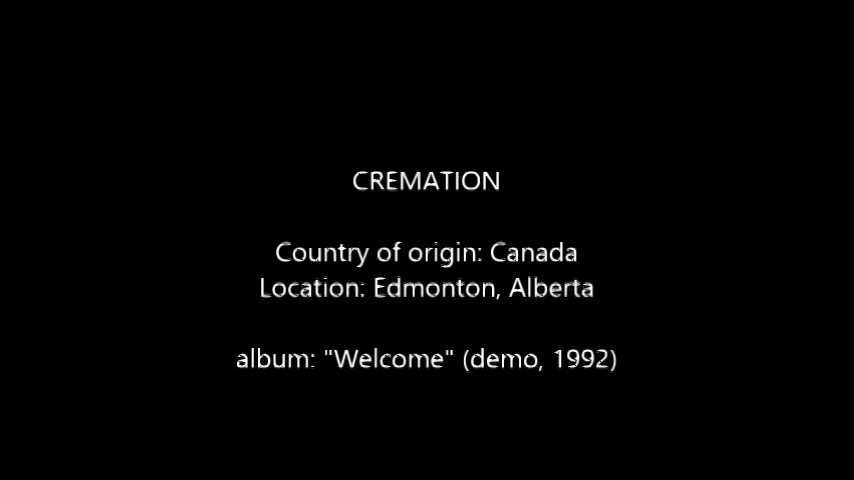 CREMATION
Country of origin: Canada
Location: Edmonton, Alberta
album: "Welcome" (demo, 1992)